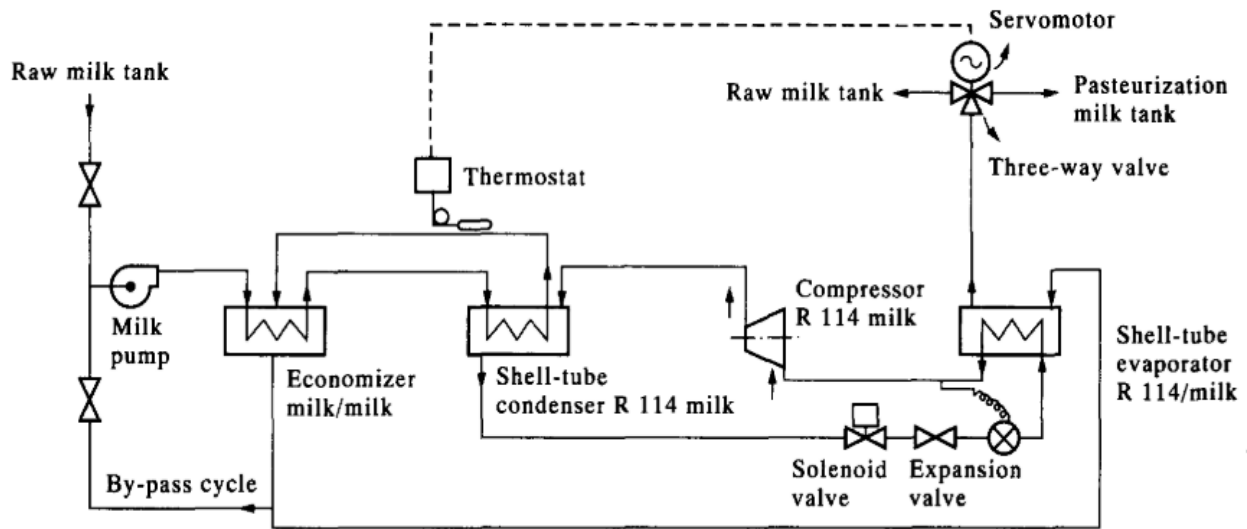 Servomotor
Raw milk tank
Raw milk tank
Pasteurization
milk tank
Three-way valve
Thermostat
Milk
pump
Economizer
milk/milk
Shell-tube
condenser R 114 milk
Compressor
R 114 milk
Shell-tube
evaporator
R 114/milk
Solenoid
valve
Expansion
valve
By-pass cycle